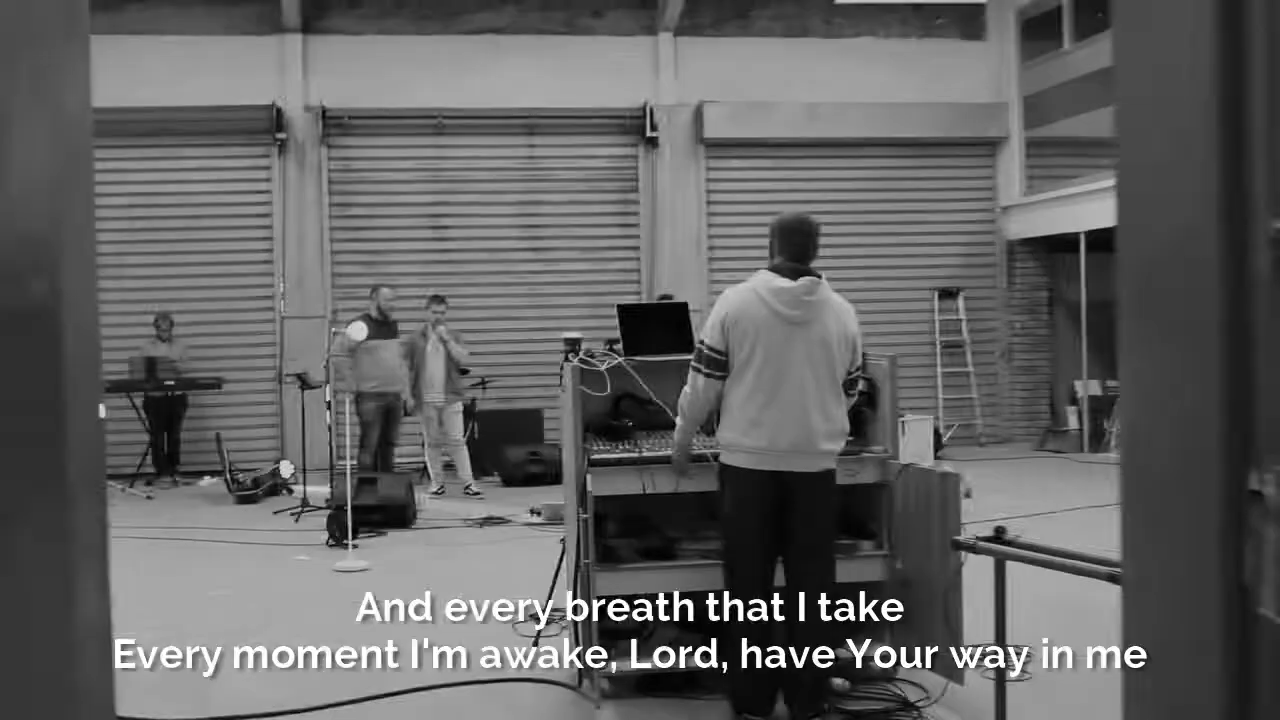 And every breath that I take
Every moment I'm awake, Lord, have Your way in me